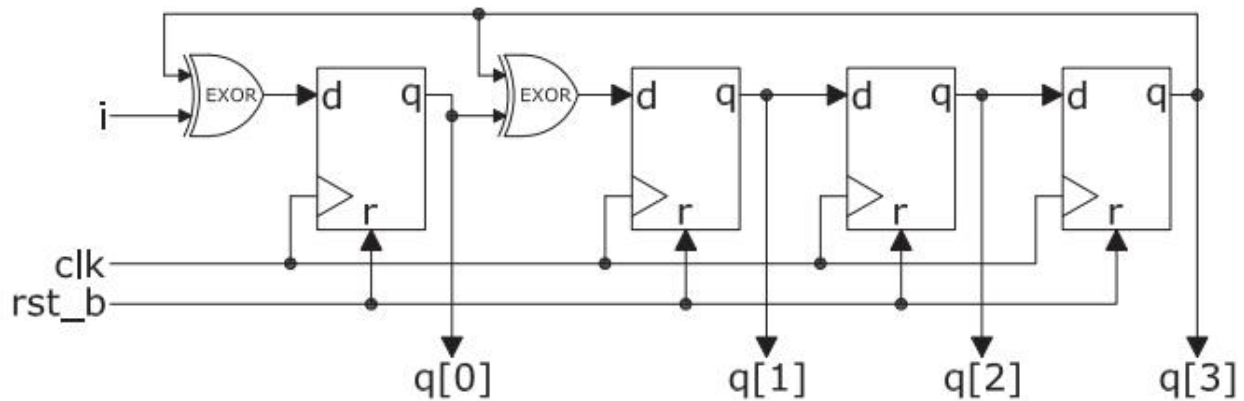 EXOR d q EXOR d q d q d q
i
r r r r
clk
rst_b
q[0] q[1] q[2] q[3]